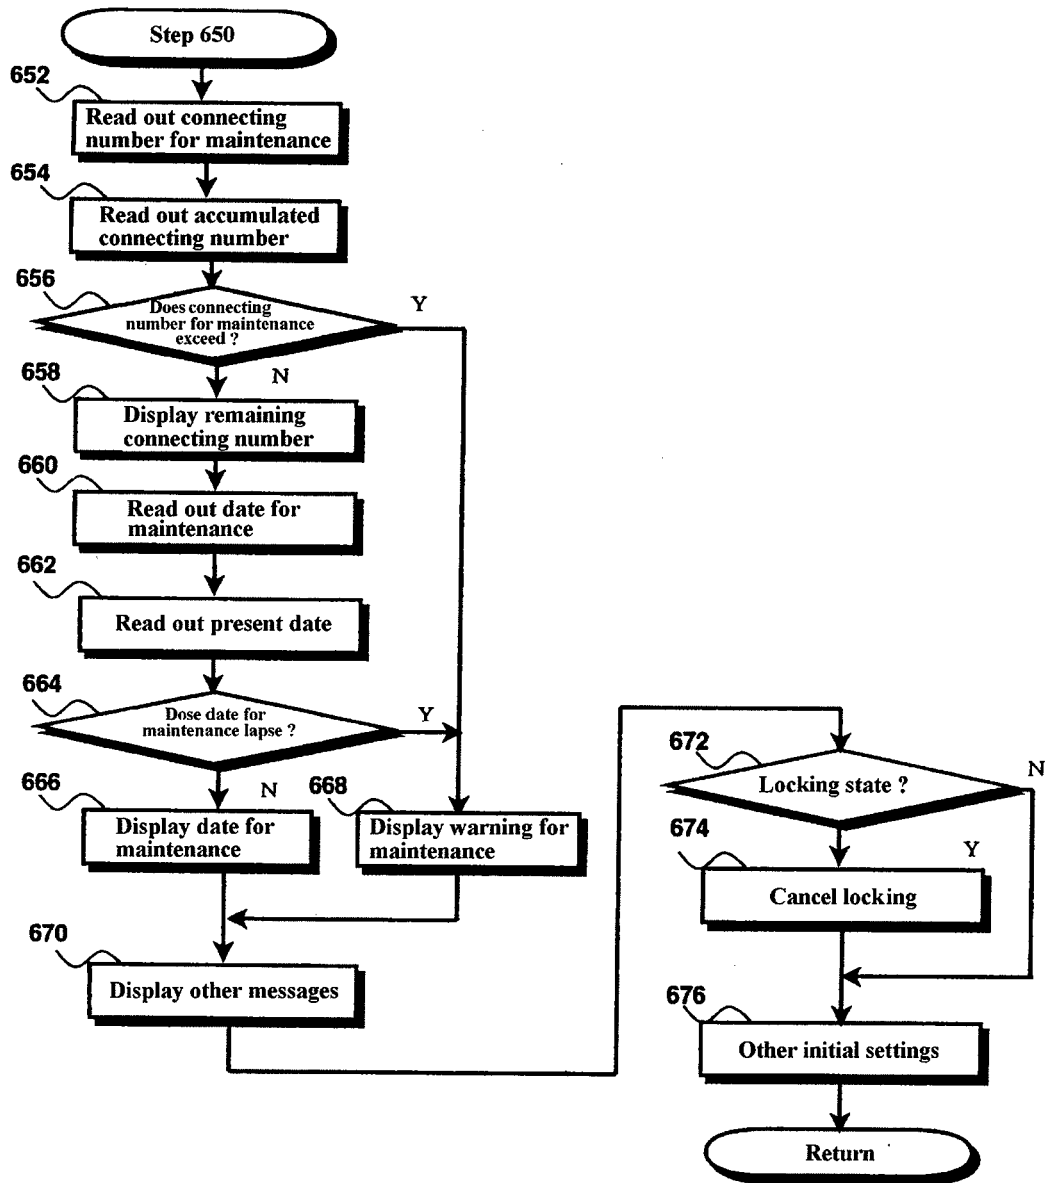 Step 650
652
Read out connecting
number for maintenance
654
Read out accumulated
connecting number
656
Does connecting
number for maintenance
exceed ?
Y
N
658
Display remaining
connecting number
660
Read out date for
maintenance
662
Read out present date
664
Dose date for
maintenance lapse ?
Y
N
666
Display date for
maintenance
668
Display warning for
maintenance
670
Display other messages
672
Locking state ?
N
Y
674
Cancel locking
676
Other initial settings
Return